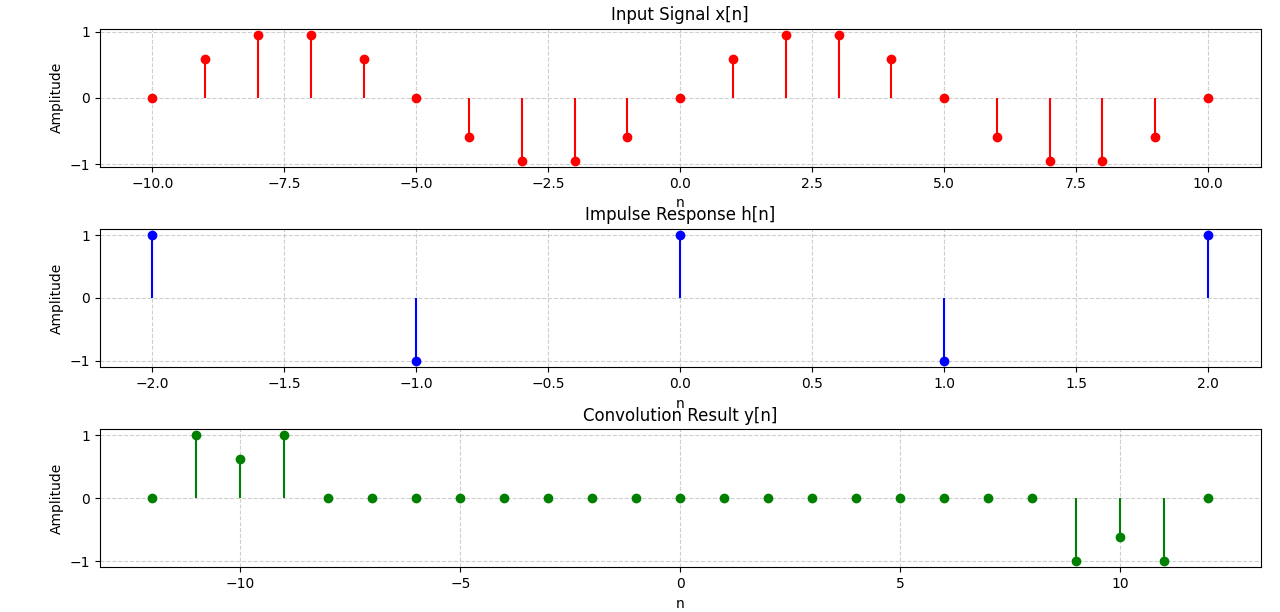 Input Signal x[n]
1
0
−1
Amplitude
−10.0 −7.5 −5.0 −2.5 0.0 2.5 5.0 7.5 10.0
n
Impulse Response h[n]
1
0
−1
Amplitude
−2.0 −1.5 −1.0 −0.5 0.0 0.5 1.0 1.5 2.0
n
Convolution Result y[n]
1
0
−1
Amplitude
−10 −5 0 5 10
n